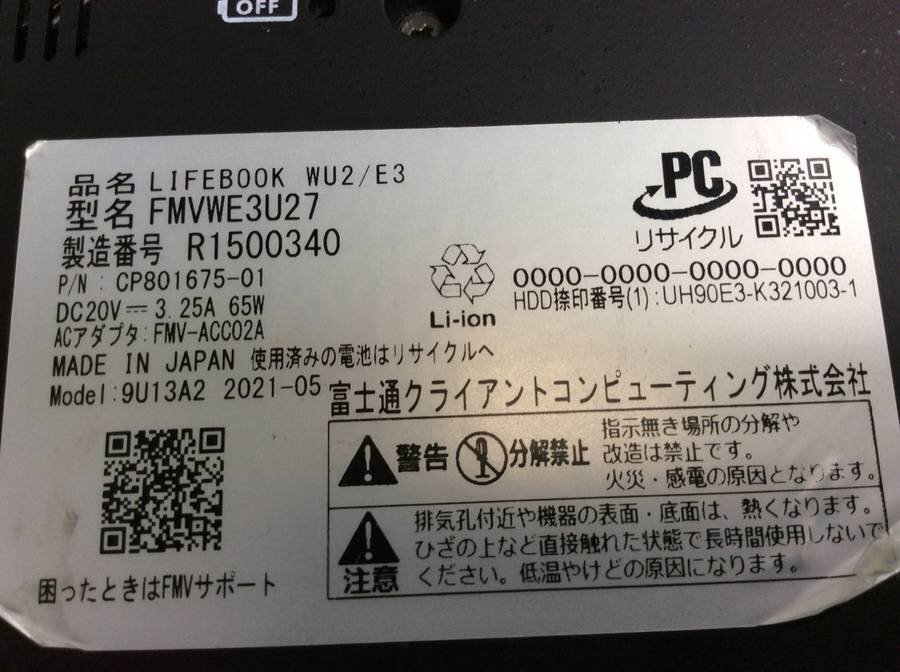 OFF
品名 LIFEBOOK WU2/E3
型名 FMVWE3U27
製造番号 R1500340
P/N : CP801675-01
DC20V 3.25A 65W
ACアダプタ:FMV-ACC02A
MADE IN JAPAN 使用済みの電池はリサイクルへ
Model:9U13A2 2021-05
PC
リサイクル
Li-ion
0000-0000-0000-0000
HDD捺印番号(1):UH90E3-K321003-1
富士通クライアントコンピューティング株式会社
警告 分解禁止
指示無き場所の分解や
改造は禁止です。
火災・感電の原因となります。
注意
排気孔付近や機器の表面・底面は、熱くなります。
ひざの上など直接触れた状態で長時間使用しないで
ください。低温やけどの原因になります。
困ったときはFMVサポート